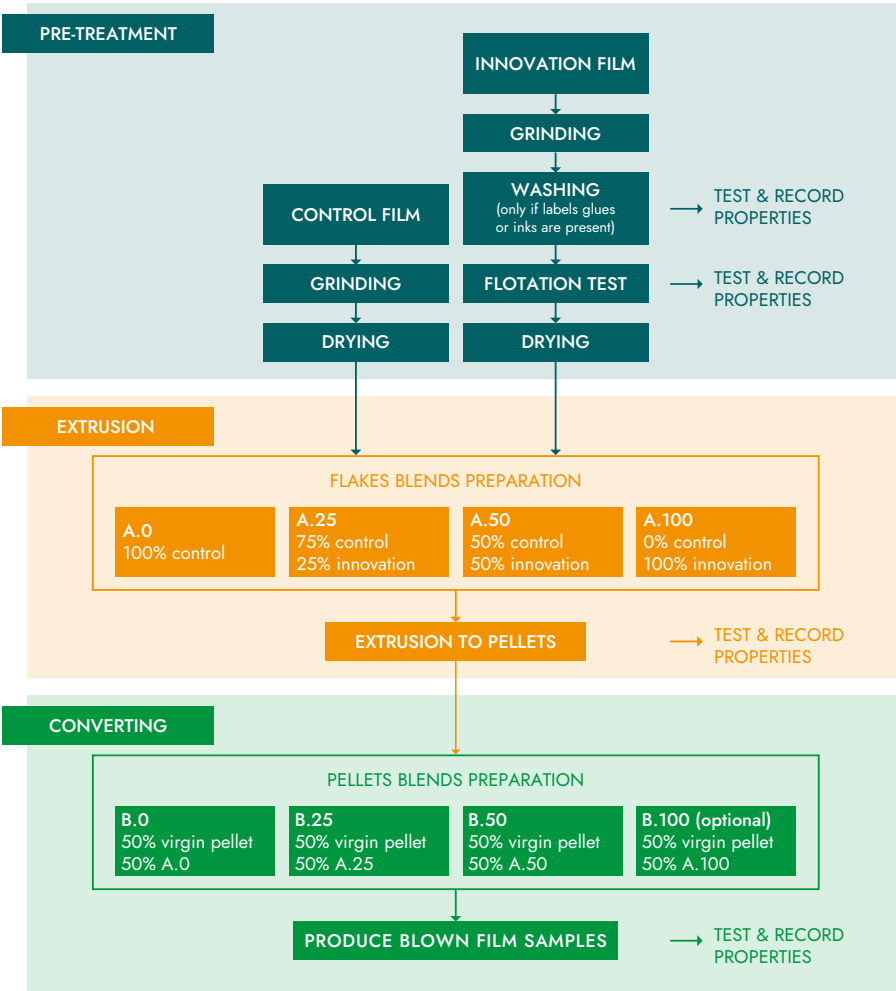 PRE-TREATMENT
INNOVATION FILM
GRINDING
WASHING
(only if labels glues
or inks are present)
TEST & RECORD
PROPERTIES
CONTROL FILM
GRINDING
FLOTATION TEST
TEST & RECORD
PROPERTIES
DRYING
DRYING
EXTRUSION
FLAKES BLENDS PREPARATION
A.0
100% control
A.25
75% control
25% innovation
A.50
50% control
50% innovation
A.100
0% control
100% innovation
EXTRUSION TO PELLETS
TEST & RECORD
PROPERTIES
CONVERTING
PELLETS BLENDS PREPARATION
B.0
50% virgin pellet
50% A.0
B.25
50% virgin pellet
50% A.25
B.50
50% virgin pellet
50% A.50
B.100 (optional)
50% virgin pellet
50% A.100
PRODUCE BLOWN FILM SAMPLES
TEST & RECORD
PROPERTIES